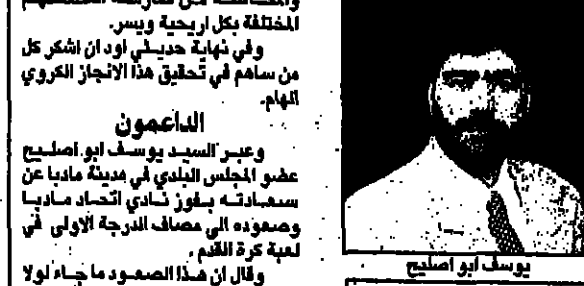 المختلفة بكل اريحية ويسر.
وفي نهاية حديثي اود ان اشكر كل
من ساهم في تحقيق هذا الانجاز الكروي
الهام.
الداعمون
وعبر السيد يوسف ابو اصليح
عضو المجلس البلدي في مدينة مادبا عن
سعادته بفوز نادي اتحاد مادبا
وصعوده الى مصاف الدرجة الاولى في
لعبة كرة القدم.
وقال ان هذا الصعود ما جاء لولا
يوسف ابو اصليح